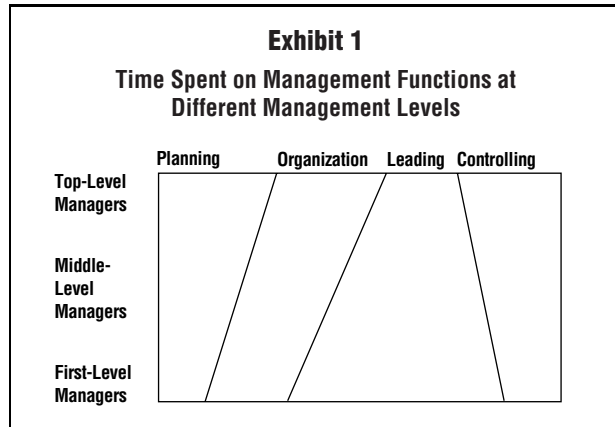 Exhibit 1
Time Spent on Management Functions at
Different Management Levels
Planning Organization Leading Controlling
Top-Level
Managers
Middle-
Level
Managers
First-Level
Managers